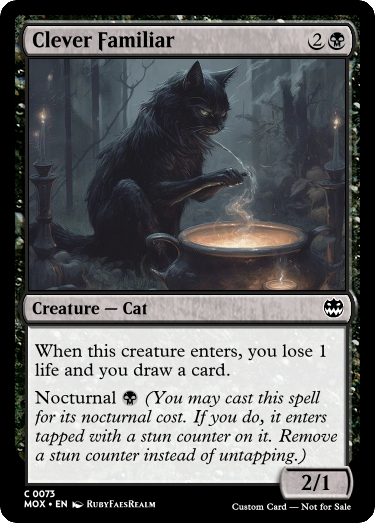 Clever Familiar 2
Creature — Cat
When this creature enters, you lose 1
life and you draw a card.
Nocturnal (You may cast this spell
for its nocturnal cost. If you do, it enters
tapped with a stun counter on it. Remove
a stun counter instead of untapping.)
2/1
C 0073
MOX • EN RubyFaesRealm
Custom Card — Not for Sale